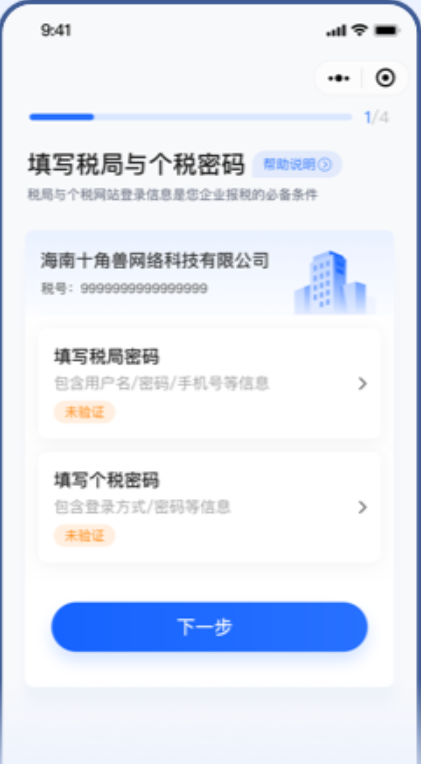 9:41
1/4
填写税局与个税密码 帮助说明
税局与个税网站登录信息是您企业报税的必备条件
海南十角兽网络科技有限公司
税号：9999999999999999
填写税局密码
包含用户名/密码/手机号等信息
未验证
填写个税密码
包含登录方式/密码等信息
未验证
下一步